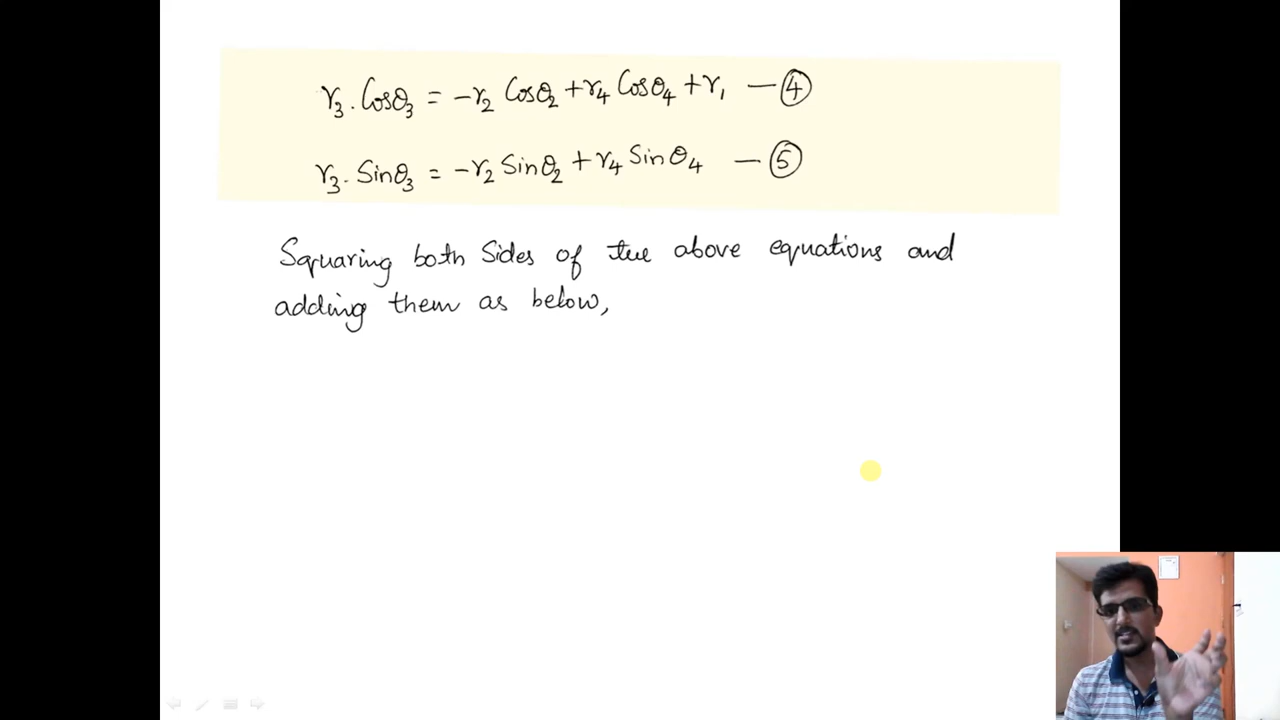 r₃.Cosθ₃ = -r₂ Cosθ₂ + r₄ Cosθ₄ + r₁ — ④
r₃.Sinθ₃ = -r₂ Sinθ₂ + r₄ Sinθ₄ — ⑤
Squaring both Sides of the above equations and
adding them as below,